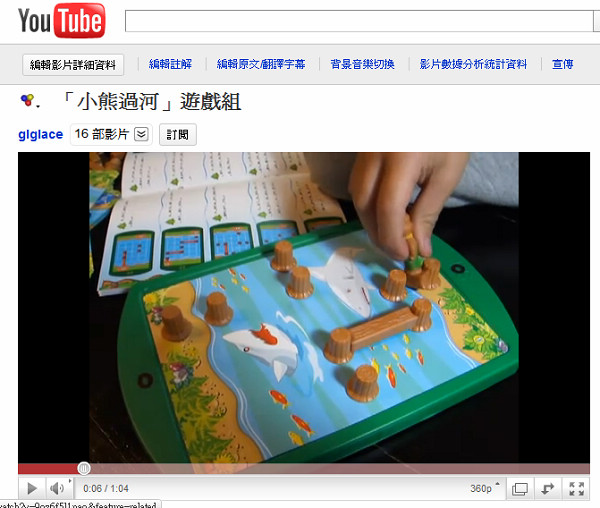 YouTube
編輯影片詳細資料 編輯註解 編輯原文/翻譯字幕 背景音樂切換 影片數據分析統計資料 宣傳
. 「小熊過河」遊戲組
glglace 16 部影片 訂閱
0:06 / 1:04 360p